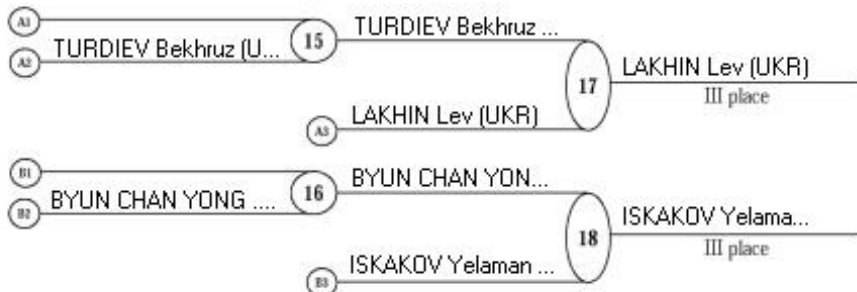 A1
TURDIEV Bekhruz ...
15
A2
TURDIEV Bekhruz (U...
LAKHIN Lev (UKR)
17
III place
A3
LAKHIN Lev (UKR)
B1
BYUN CHAN YON...
16
B2
BYUN CHAN YONG ....
ISKAKOV Yelama...
18
III place
B3
ISKAKOV Yelaman ...